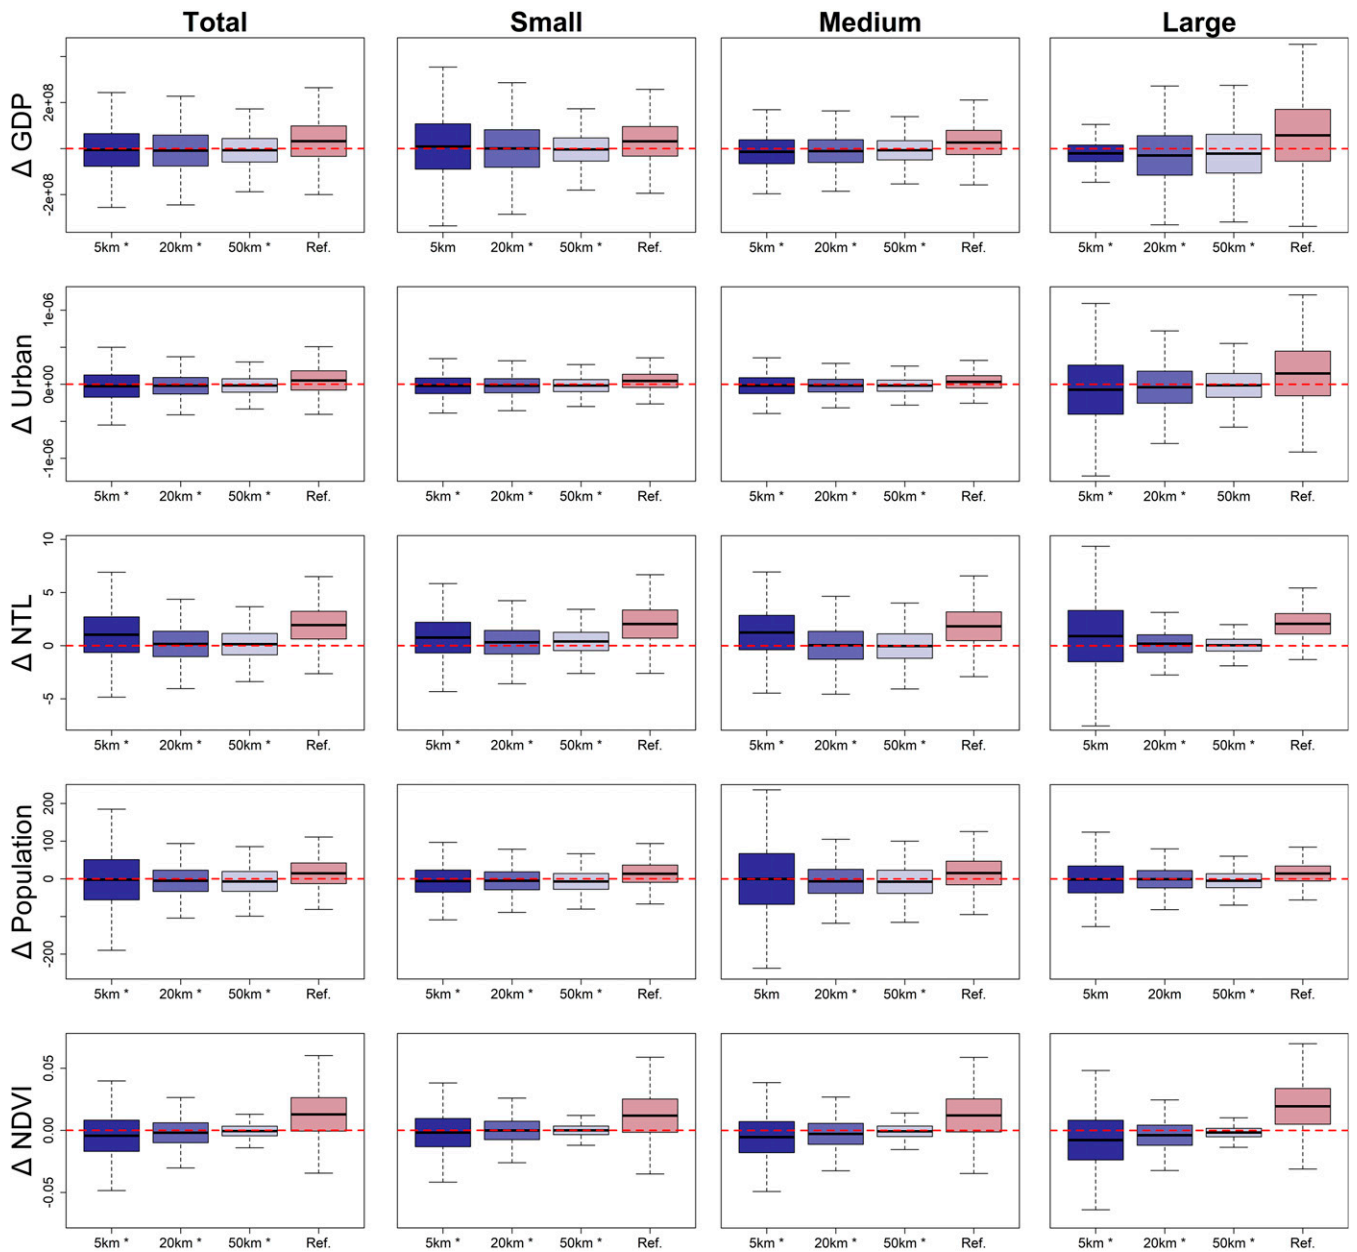 Total Small Medium Large
Δ GDP
2e+08
-2e+08
5km * 20km * 50km * Ref.
5km 20km * 50km * Ref.
5km * 20km * 50km * Ref.
5km * 20km * 50km * Ref.
Δ Urban
1e-06
0e+00
-1e-06
5km * 20km * 50km * Ref.
5km * 20km * 50km * Ref.
5km * 20km * 50km * Ref.
5km * 20km * 50km Ref.
Δ NTL
10
5
0
-5
5km * 20km * 50km * Ref.
5km * 20km * 50km * Ref.
5km * 20km * 50km * Ref.
5km 20km * 50km * Ref.
Δ Population
200
100
0
-200
5km * 20km * 50km * Ref.
5km * 20km * 50km * Ref.
5km 20km * 50km * Ref.
5km 20km 50km * Ref.
Δ NDVI
0.05
0.00
-0.05
5km * 20km * 50km * Ref.
5km * 20km * 50km * Ref.
5km * 20km * 50km * Ref.
5km * 20km * 50km * Ref.